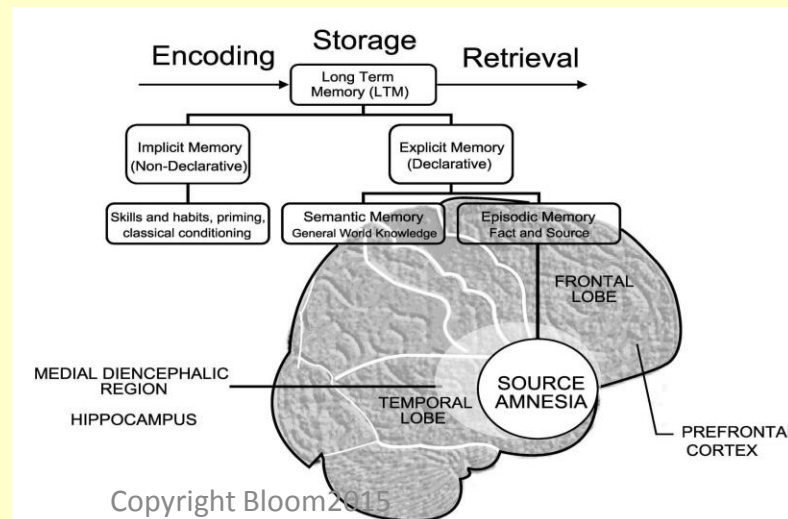 Encoding
Storage
Retrieval
Long Term
Memory (LTM)
Implicit Memory
(Non-Declarative)
Explicit Memory
(Declarative)
Skills and habits, priming,
classical conditioning
Semantic Memory
General World Knowledge
Episodic Memory
Fact and Source
FRONTAL
LOBE
MEDIAL DIENCEPHALIC
REGION
HIPPOCAMPUS
TEMPORAL
LOBE
SOURCE
AMNESIA
PREFRONTAL
CORTEX
Copyright Bloom2015